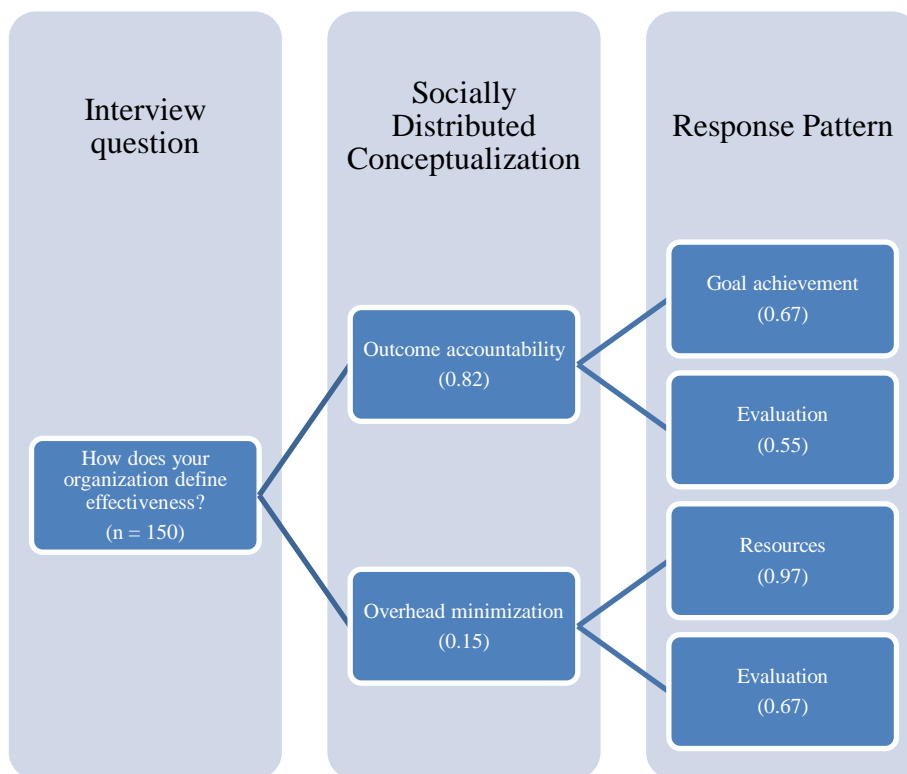 Interview
question
Socially
Distributed
Conceptualization
Response Pattern
How does your
organization define
effectiveness?
(n = 150)
Outcome accountability
(0.82)
Overhead minimization
(0.15)
Goal achievement
(0.67)
Evaluation
(0.55)
Resources
(0.97)
Evaluation
(0.67)